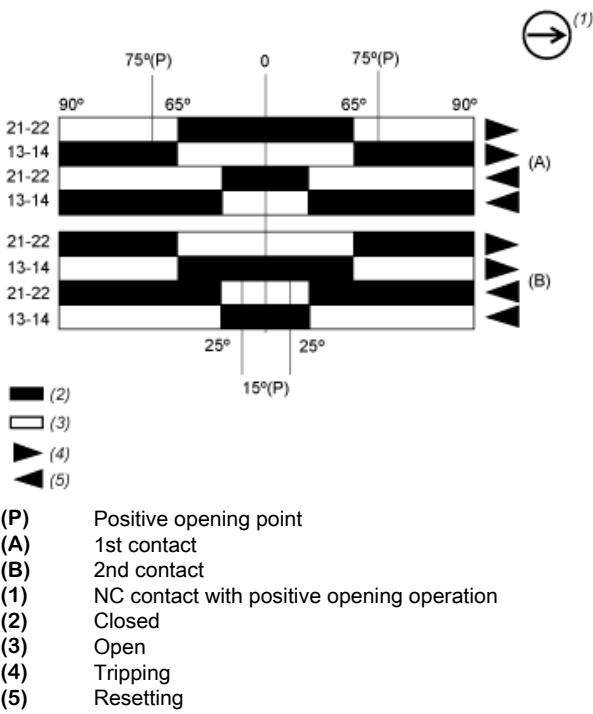 (1)
75º(P) 0 75º(P)
90º 65º 65º 90º
21-22
13-14
(A)
21-22
13-14
21-22
13-14
(B)
21-22
13-14
25º 25º
15º(P)
(2)
(3)
(4)
(5)
(P) Positive opening point
(A) 1st contact
(B) 2nd contact
(1) NC contact with positive opening operation
(2) Closed
(3) Open
(4) Tripping
(5) Resetting